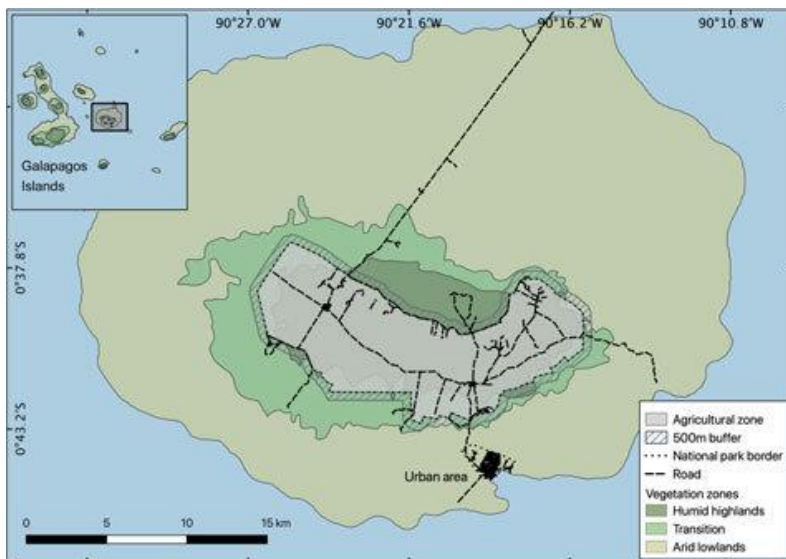 90°27.0'W 90°21.6'W 90°16.2'W 90°10.8'W
Galapagos
Islands
0°37.8'S
0°43.2'S
Urban area
0 5 10 15 km
Agricultural zone
500m buffer
National park border
Road
Vegetation zones
Humid highlands
Transition
Arid lowlands